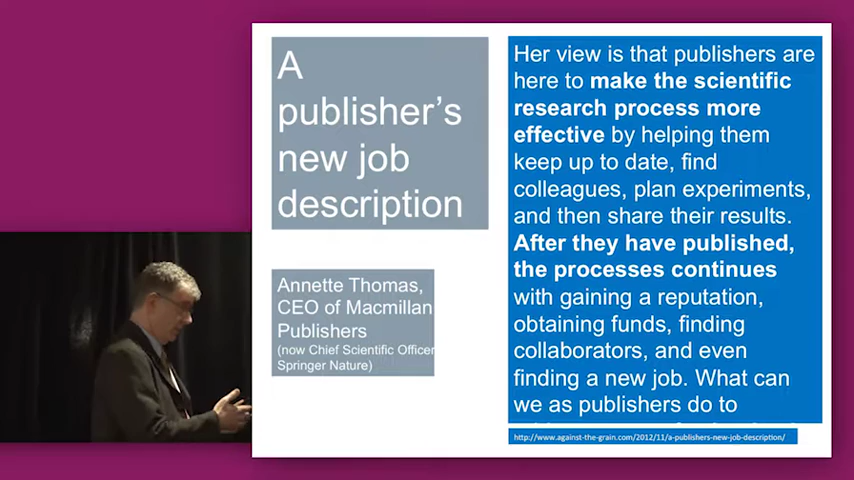 A
publisher's
new job
description
Annette Thomas,
CEO of Macmillan
Publishers
(now Chief Scientific Officer
Springer Nature)
Her view is that publishers are
here to make the scientific
research process more
effective by helping them
keep up to date, find
colleagues, plan experiments,
and then share their results.
After they have published,
the processes continues
with gaining a reputation,
obtaining funds, finding
collaborators, and even
finding a new job. What can
we as publishers do to
http://www.against-the-grain.com/2012/11/a-publishers-new-job-description/